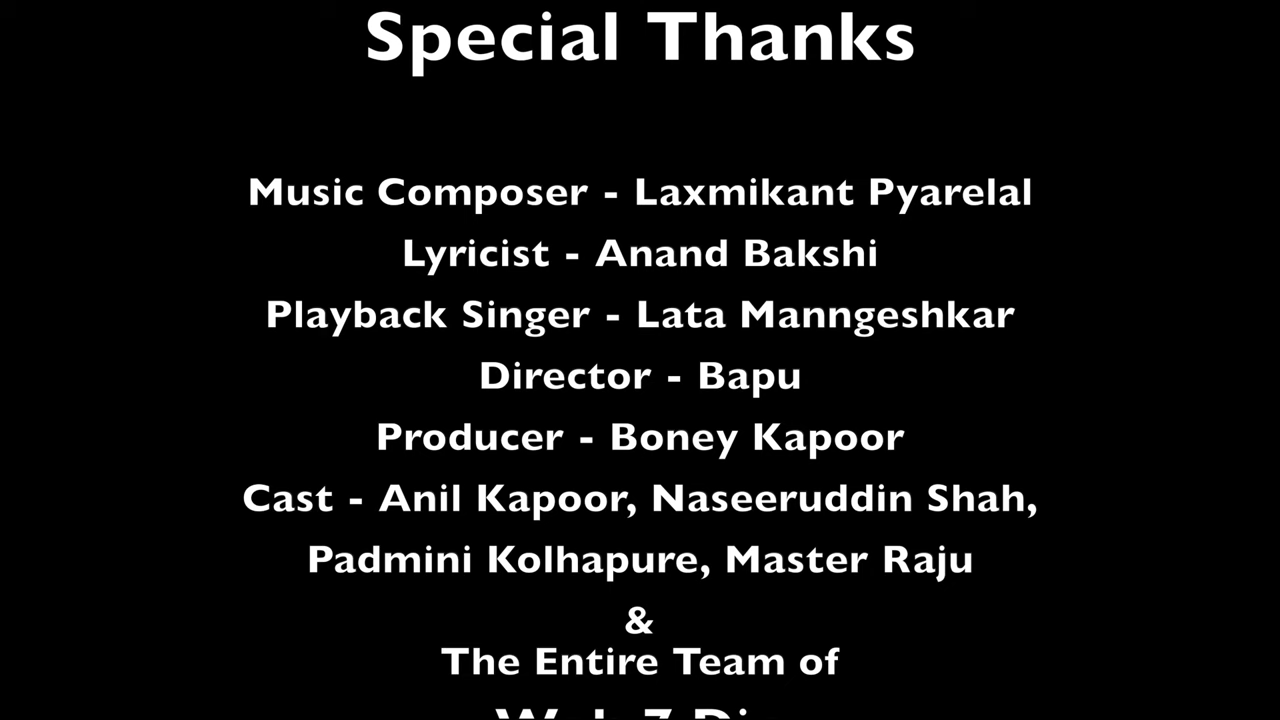 Special Thanks
Music Composer - Laxmikant Pyarelal
Lyricist - Anand Bakshi
Playback Singer - Lata Manngeshkar
Director - Bapu
Producer - Boney Kapoor
Cast - Anil Kapoor, Naseeruddin Shah,
Padmini Kolhapure, Master Raju
&
The Entire Team of